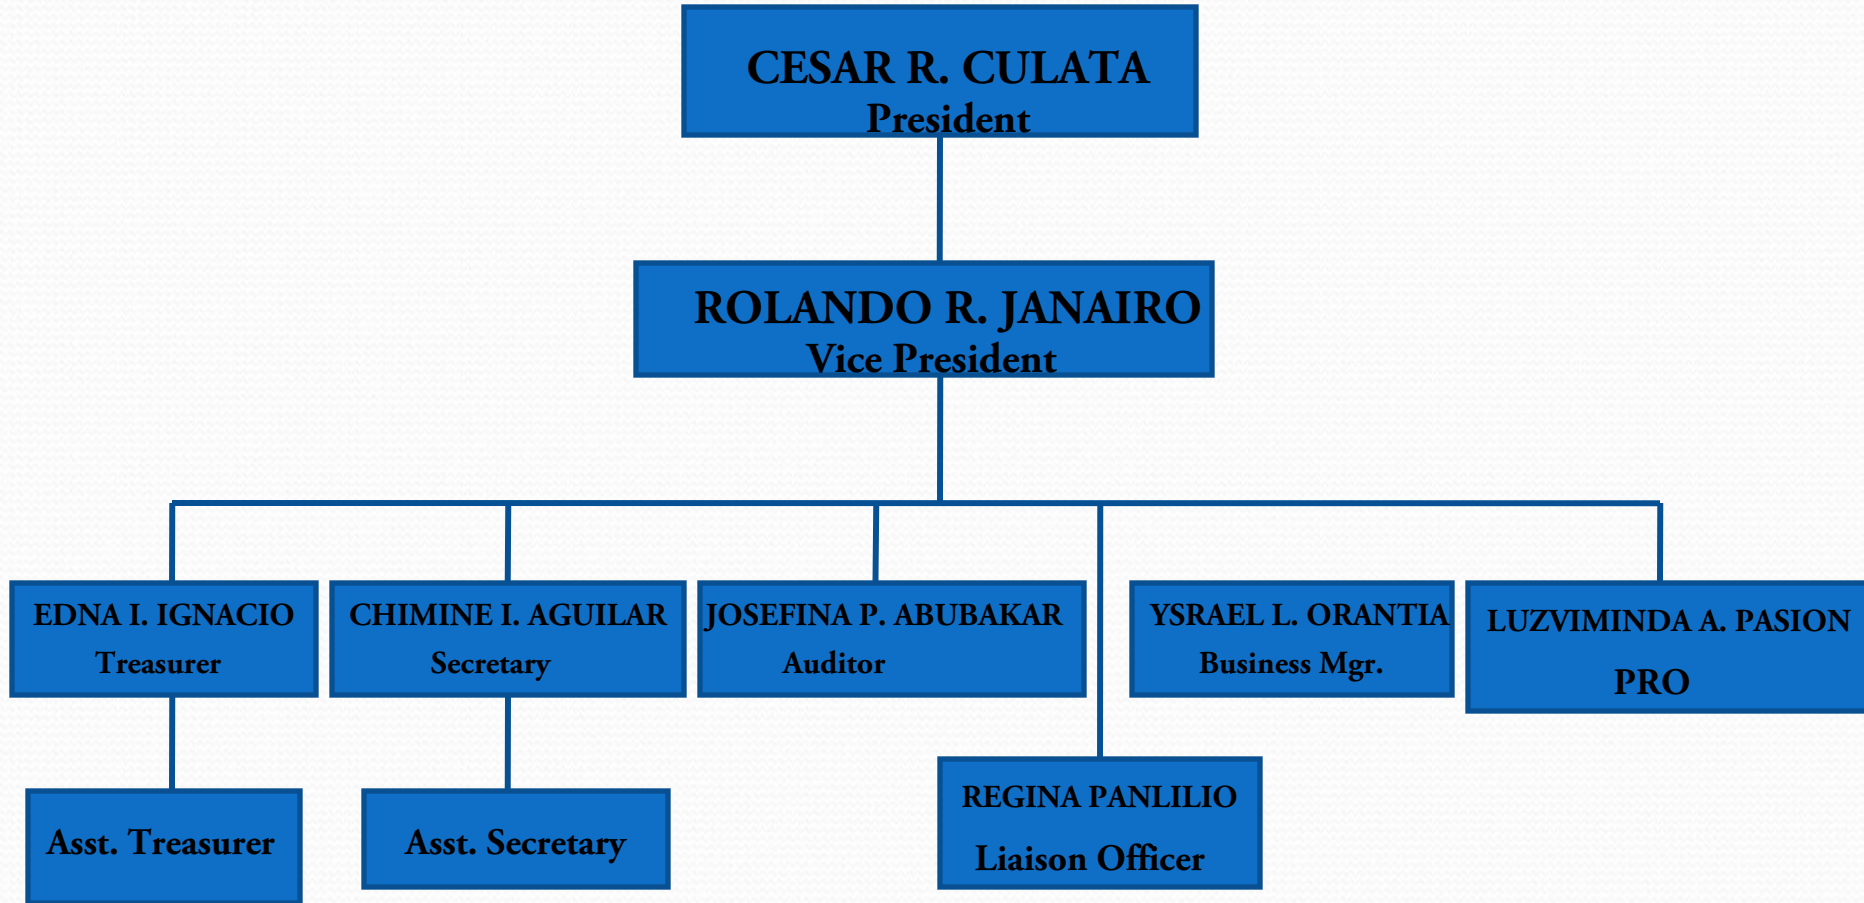 CESAR R. CULATA
President
ROLANDO R. JANAIRO
Vice President
EDNA I. IGNACIO
Treasurer
CHIMINE I. AGUILAR
Secretary
JOSEFINA P. ABUBAKAR
Auditor
YSRAEL L. ORANTIA
Business Mgr.
LUZVIMINDA A. PASION
PRO
Asst. Treasurer
Asst. Secretary
REGINA PANLILIO
Liaison Officer